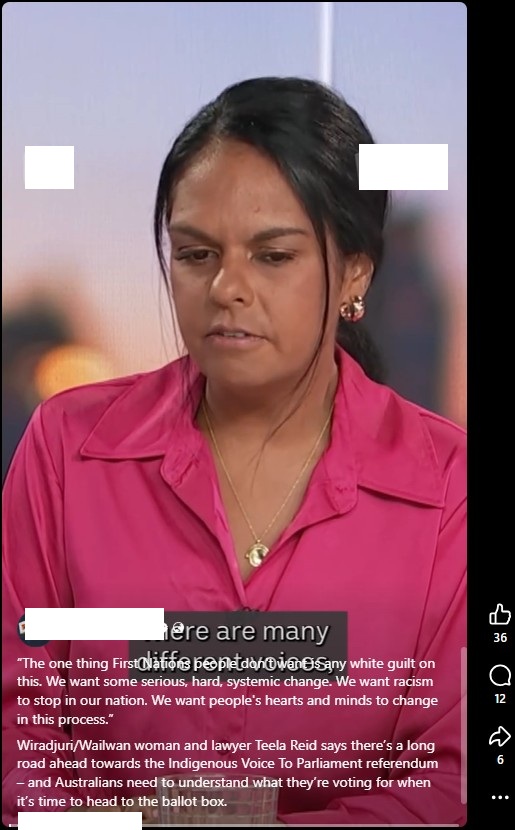 there are many
different voices,
"The one thing First Nations people don't want is any white guilt on
this. We want some serious, hard, systemic change. We want racism
to stop in our nation. We want people's hearts and minds to change
in this process."
Wiradjuri/Wailwan woman and lawyer Teela Reid says there's a long
road ahead towards the Indigenous Voice To Parliament referendum
– and Australians need to understand what they're voting for when
it's time to head to the ballot box.
36
12
6